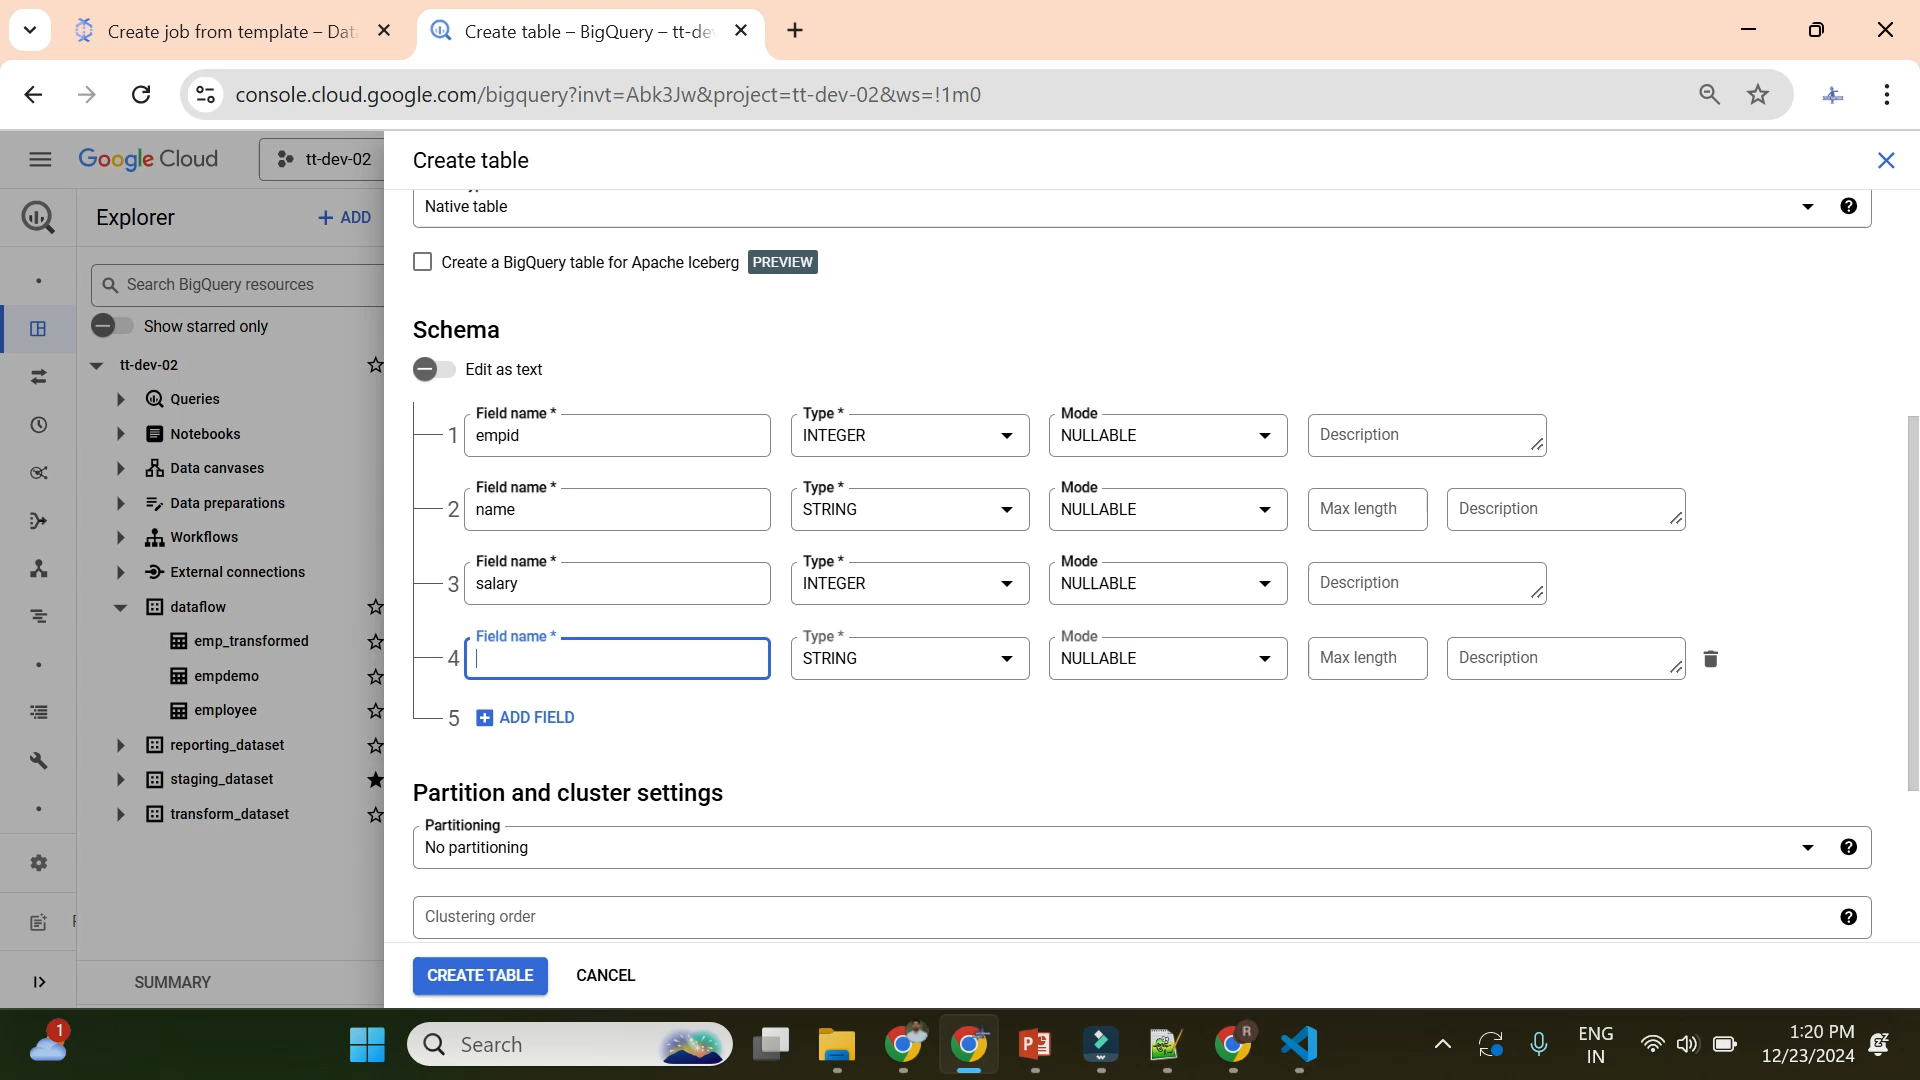 Create job from template – Dat
Create table – BigQuery – tt-de
console.cloud.google.com/bigquery?invt=Abk3Jw&project=tt-dev-02&ws=!1m0
Google Cloud
tt-dev-02
Create table
Explorer
ADD
Native table
Create a BigQuery table for Apache Iceberg PREVIEW
Search BigQuery resources
Show starred only
Schema
Edit as text
tt-dev-02
Queries
Notebooks
Data canvases
Data preparations
Workflows
External connections
dataflow
emp_transformed
empdemo
employee
reporting_dataset
staging_dataset
transform_dataset
SUMMARY
Field name * Type * Mode
1 empid INTEGER NULLABLE Description
Field name * Type * Mode
2 name STRING NULLABLE Max length Description
Field name * Type * Mode
3 salary INTEGER NULLABLE Description
Field name * Type * Mode
4 STRING NULLABLE Max length Description
5 ADD FIELD
Partition and cluster settings
Partitioning
No partitioning
Clustering order
CREATE TABLE CANCEL
1
Search
R
ENG
IN
1:20 PM
12/23/2024